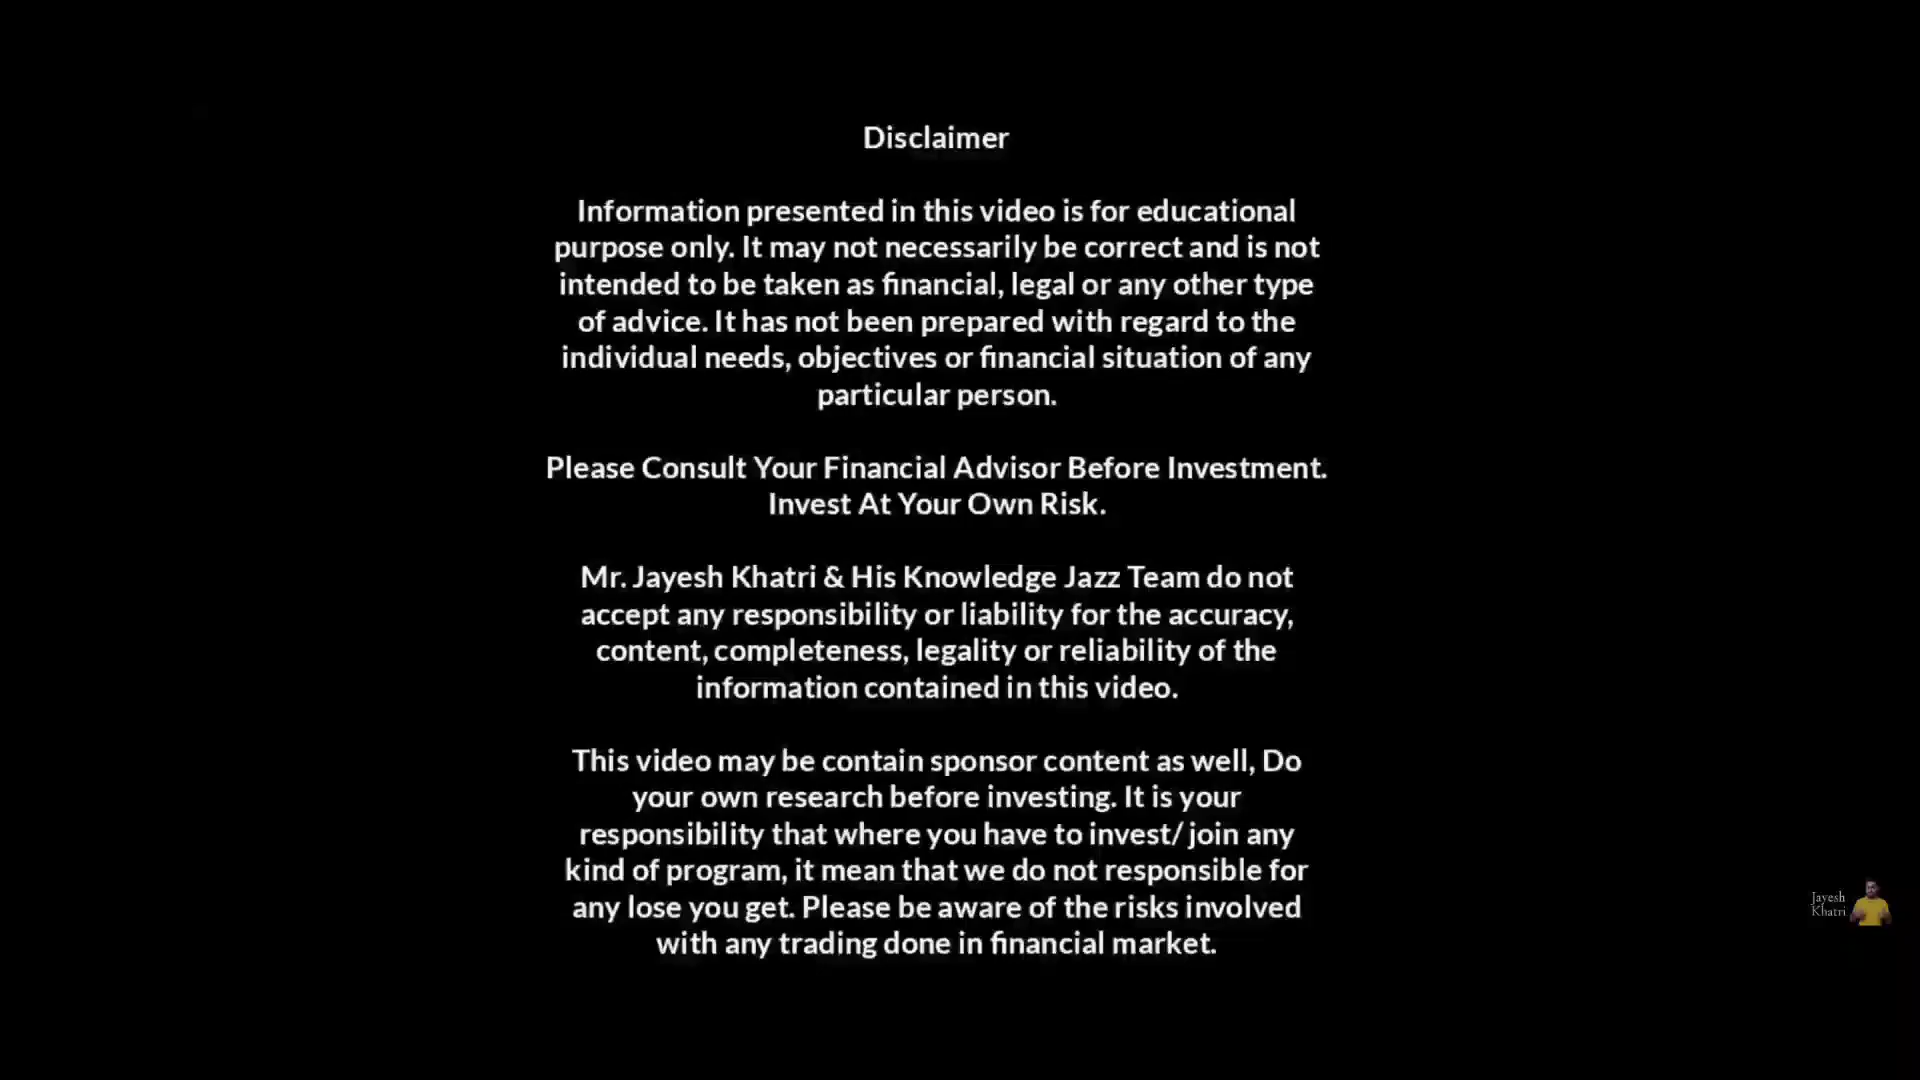 Disclaimer
Information presented in this video is for educational
purpose only. It may not necessarily be correct and is not
intended to be taken as financial, legal or any other type
of advice. It has not been prepared with regard to the
individual needs, objectives or financial situation of any
particular person.
Please Consult Your Financial Advisor Before Investment.
Invest At Your Own Risk.
Mr. Jayesh Khatri & His Knowledge Jazz Team do not
accept any responsibility or liability for the accuracy,
content, completeness, legality or reliability of the
information contained in this video.
This video may be contain sponsor content as well, Do
your own research before investing. It is your
responsibility that where you have to invest/ join any
kind of program, it mean that we do not responsible for
any lose you get. Please be aware of the risks involved
with any trading done in financial market.
Jayesh
Khatri